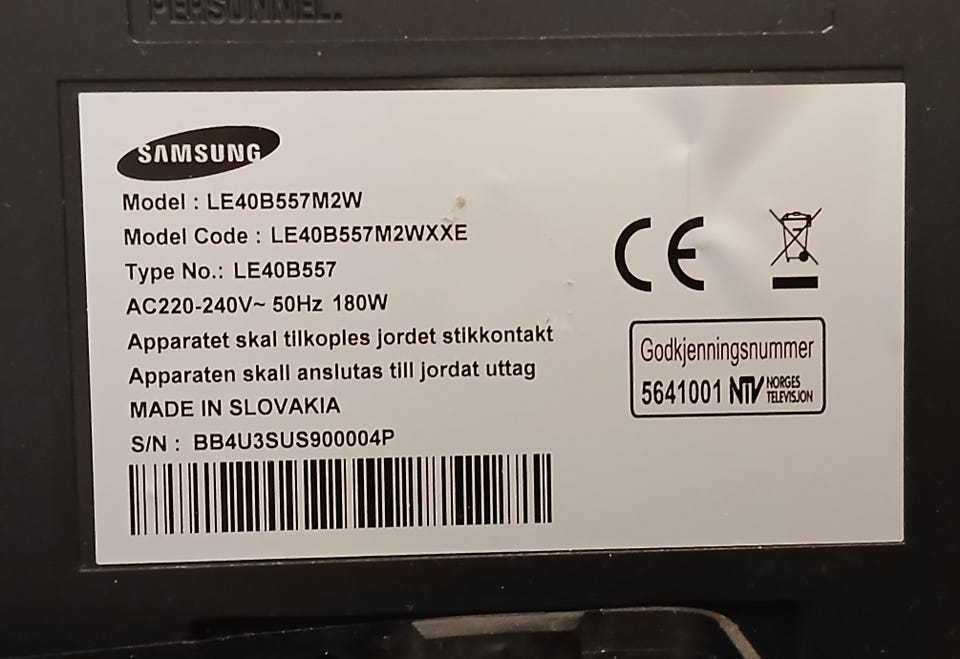 PERSONNEL.
SAMSUNG
Model : LE40B557M2W
Model Code : LE40B557M2WXXE
Type No.: LE40B557
AC220-240V~ 50Hz 180W
Apparatet skal tilkoples jordet stikkontakt
Apparaten skall anslutas till jordat uttag
MADE IN SLOVAKIA
S/N : BB4U3SUS900004P
CE
Godkjenningsnummer
5641001 NTV NORGES TELEVISJON